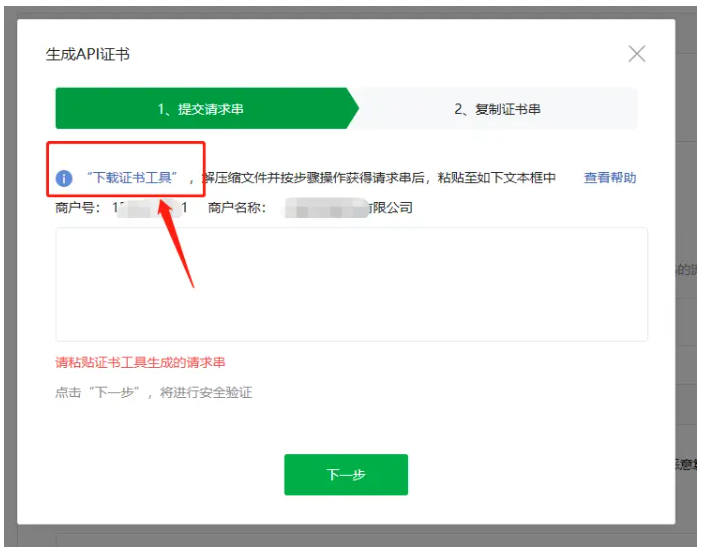 生成API证书
1、提交请求串
2、复制证书串
“下载证书工具”，解压缩文件并按步骤操作获得请求串后，粘贴至如下文本框中 查看帮助
商户号：1 1 商户名称： 有限公司
请粘贴证书工具生成的请求串
点击“下一步”，将进行安全验证
下一步